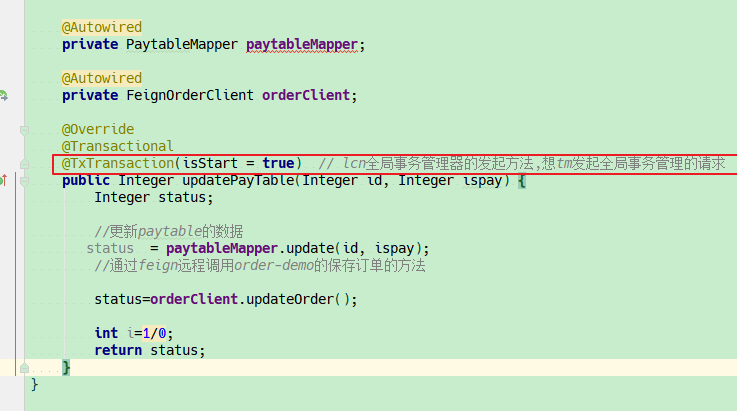 @Autowired
private PaytableMapper paytableMapper;
@Autowired
private FeignOrderClient orderClient;
@Override
@Transactional
@TxTransaction(isStart = true)  // lcn全局事务管理器的发起方法,想tm发起全局事务管理的请求
public Integer updatePayTable(Integer id, Integer ispay) {
Integer status;
//更新paytable的数据
status  = paytableMapper.update(id, ispay);
//通过feign远程调用order-demo的保存订单的方法
status=orderClient.updateOrder();
int i=1/0;
return status;
}
}